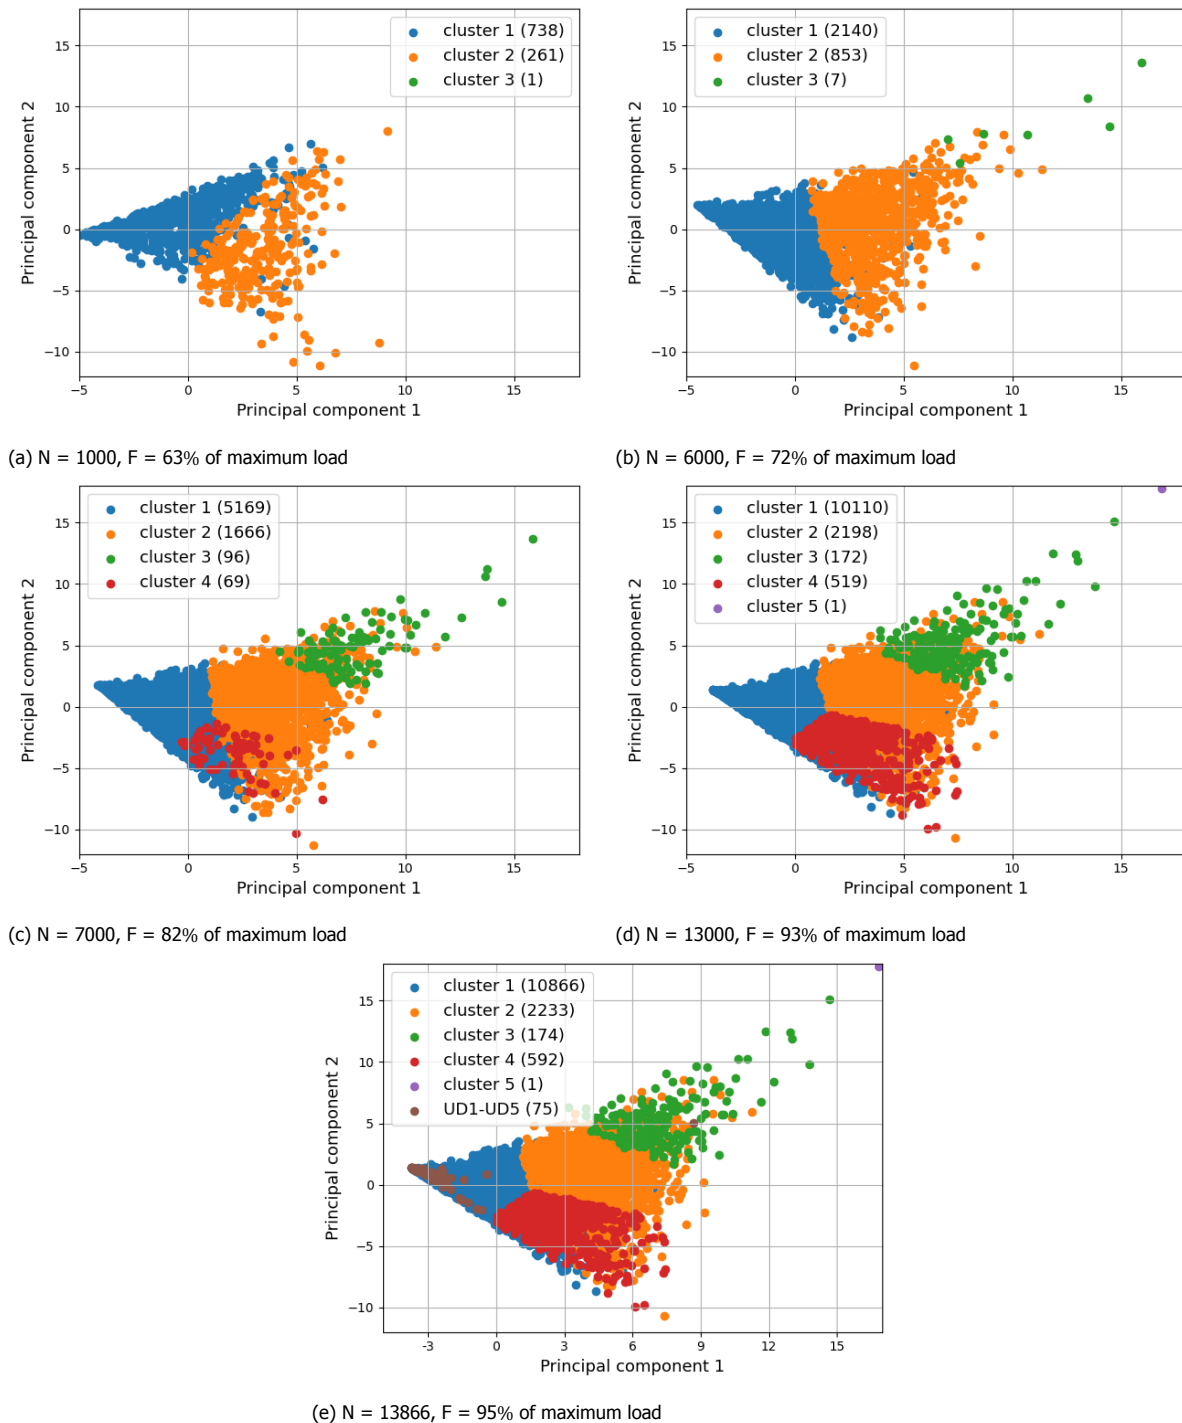 cluster 1 (738)
cluster 2 (261)
cluster 3 (1)
15
10
5
0
−5
−10
Principal component 2
−5 0 5 10 15
Principal component 1
(a) N = 1000, F = 63% of maximum load
cluster 1 (2140)
cluster 2 (853)
cluster 3 (7)
15
10
5
0
−5
−10
Principal component 2
−5 0 5 10 15
Principal component 1
(b) N = 6000, F = 72% of maximum load
cluster 1 (5169)
cluster 2 (1666)
cluster 3 (96)
cluster 4 (69)
15
10
5
0
−5
−10
Principal component 2
−5 0 5 10 15
Principal component 1
(c) N = 7000, F = 82% of maximum load
cluster 1 (10110)
cluster 2 (2198)
cluster 3 (172)
cluster 4 (519)
cluster 5 (1)
15
10
5
0
−5
−10
Principal component 2
−5 0 5 10 15
Principal component 1
(d) N = 13000, F = 93% of maximum load
cluster 1 (10866)
cluster 2 (2233)
cluster 3 (174)
cluster 4 (592)
cluster 5 (1)
UD1-UD5 (75)
15
10
5
0
−5
−10
Principal component 2
-3 0 3 6 9 12 15
Principal component 1
(e) N = 13866, F = 95% of maximum load